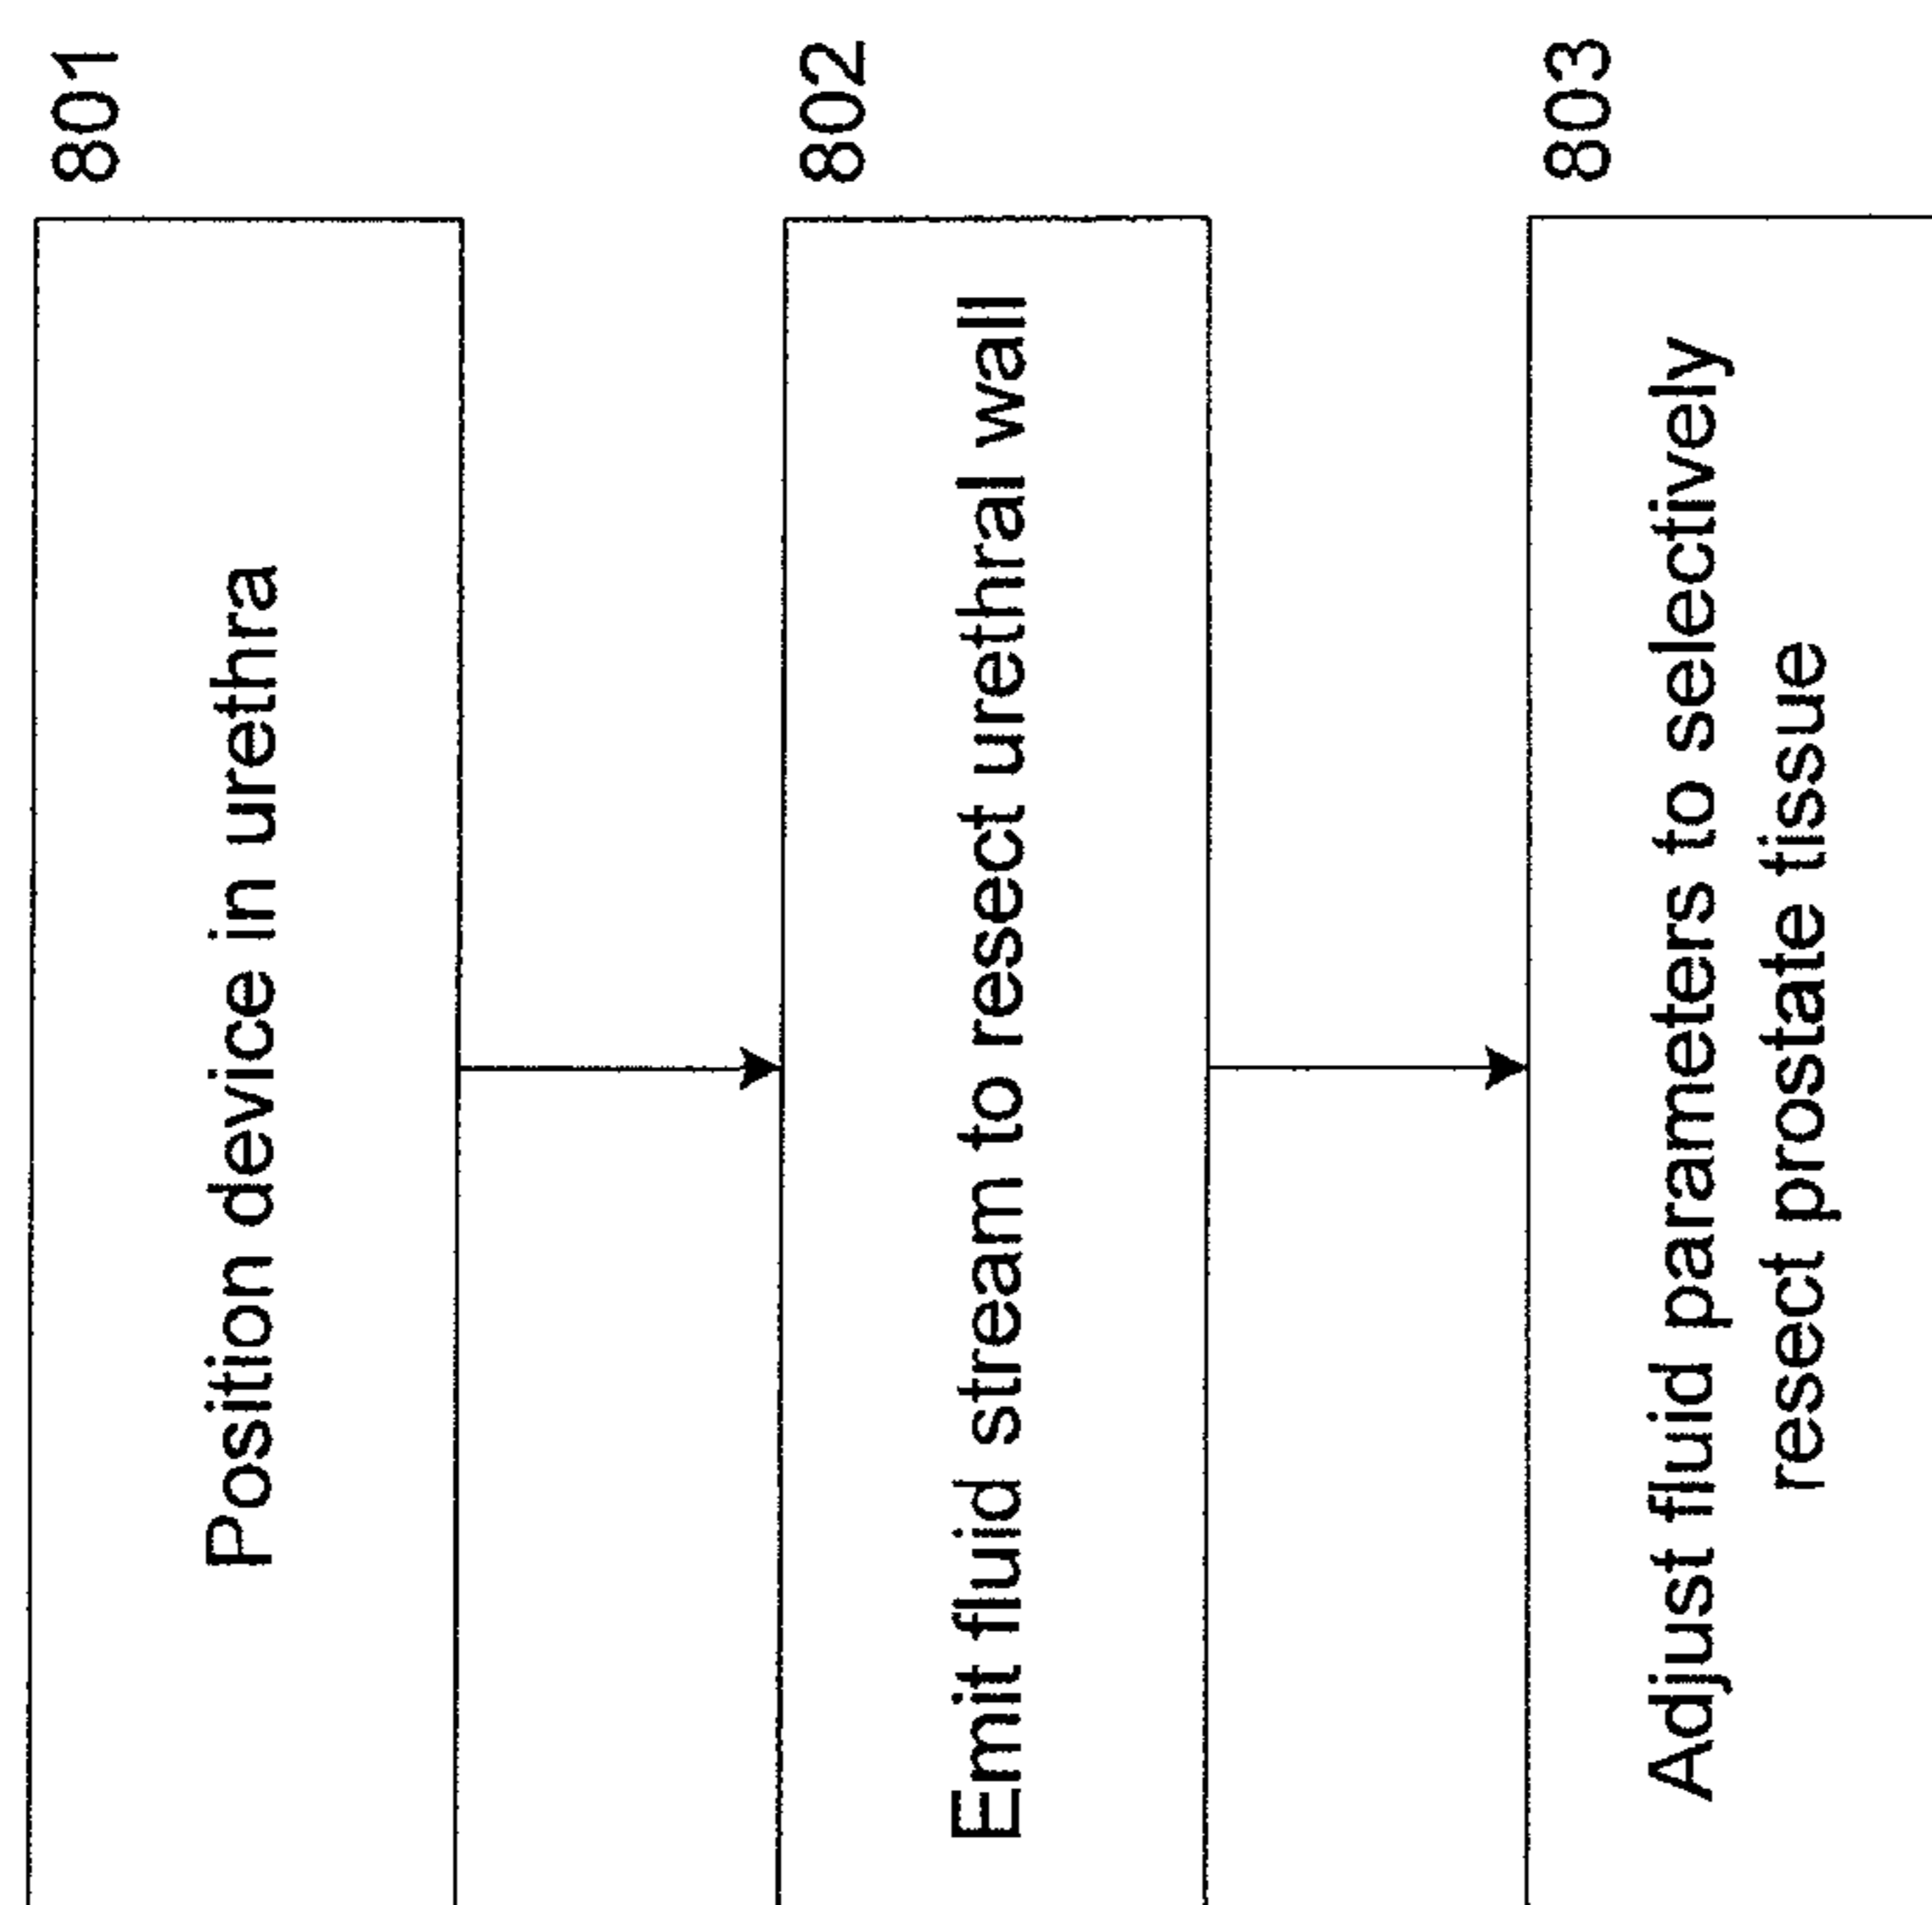 801
Position device in urethra
802
Emit fluid stream to resect urethral wall
803
Adjust fluid parameters to selectively
resect prostate tissue